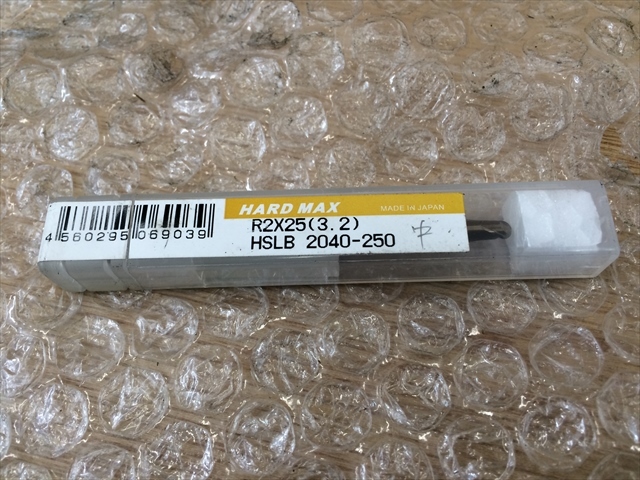 HARD MAX MADE IN JAPAN
R2X25(3.2)
HSLB 2040-250 中
4560295069039